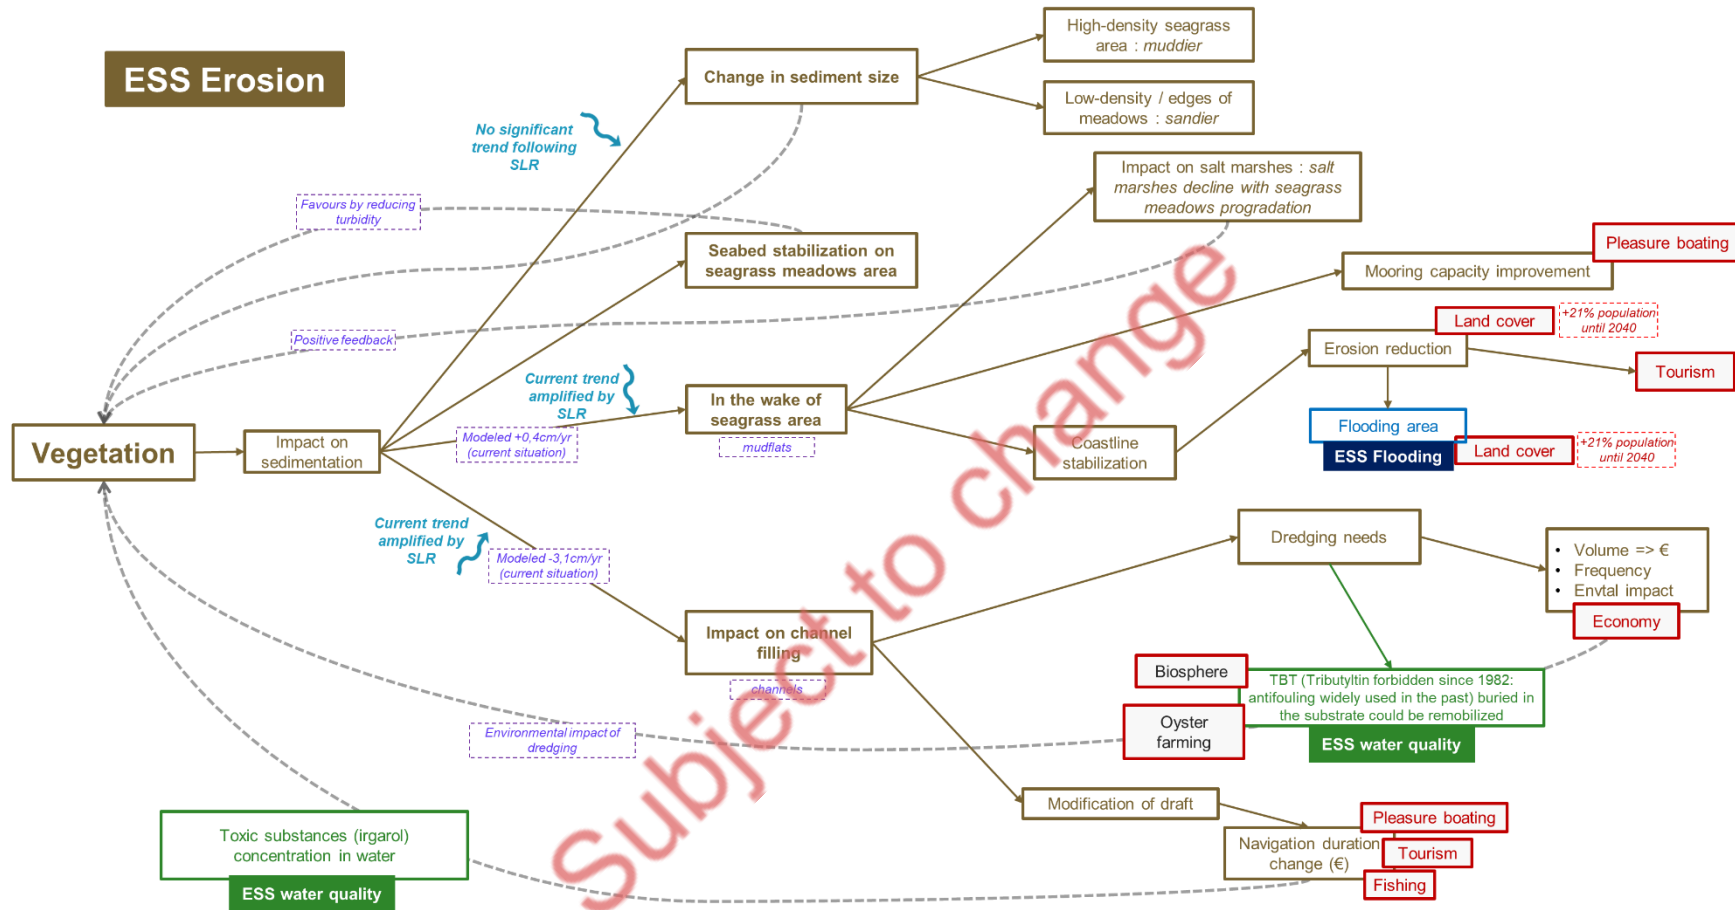 ESS Erosion
High-density seagrass
area : muddier
Change in sediment size
Low-density / edges of
meadows : sandier
No significant
trend following
SLR
Impact on salt marshes : salt
marshes decline with seagrass
meadows progradation
Favours by reducing
turbidity
Seabed stabilization on
seagrass meadows area
Pleasure boating
Mooring capacity improvement
Land cover
+21% population
until 2040
Positive feedback
Erosion reduction
Tourism
Current trend
amplified by
SLR
In the wake of
seagrass area
mudflats
Modeled +0,4cm/yr
(current situation)
Vegetation
Impact on
sedimentation
Coastline
stabilization
Flooding area
ESS Flooding
Land cover
+21% population
until 2040
Current trend
amplified by
SLR
Modeled -3,1cm/yr
(current situation)
Dredging needs
• Volume => €
• Frequency
• Envtal impact
Economy
Impact on channel
filling
channels
Biosphere
TBT (Tributyltin forbidden since 1982:
antifouling widely used in the past) buried in
the substrate could be remobilized
Oyster
farming
ESS water quality
Environmental impact of
dredging
Modification of draft
Pleasure boating
Navigation duration
change (€)
Tourism
Fishing
Toxic substances (irgarol)
concentration in water
ESS water quality
Subject to change